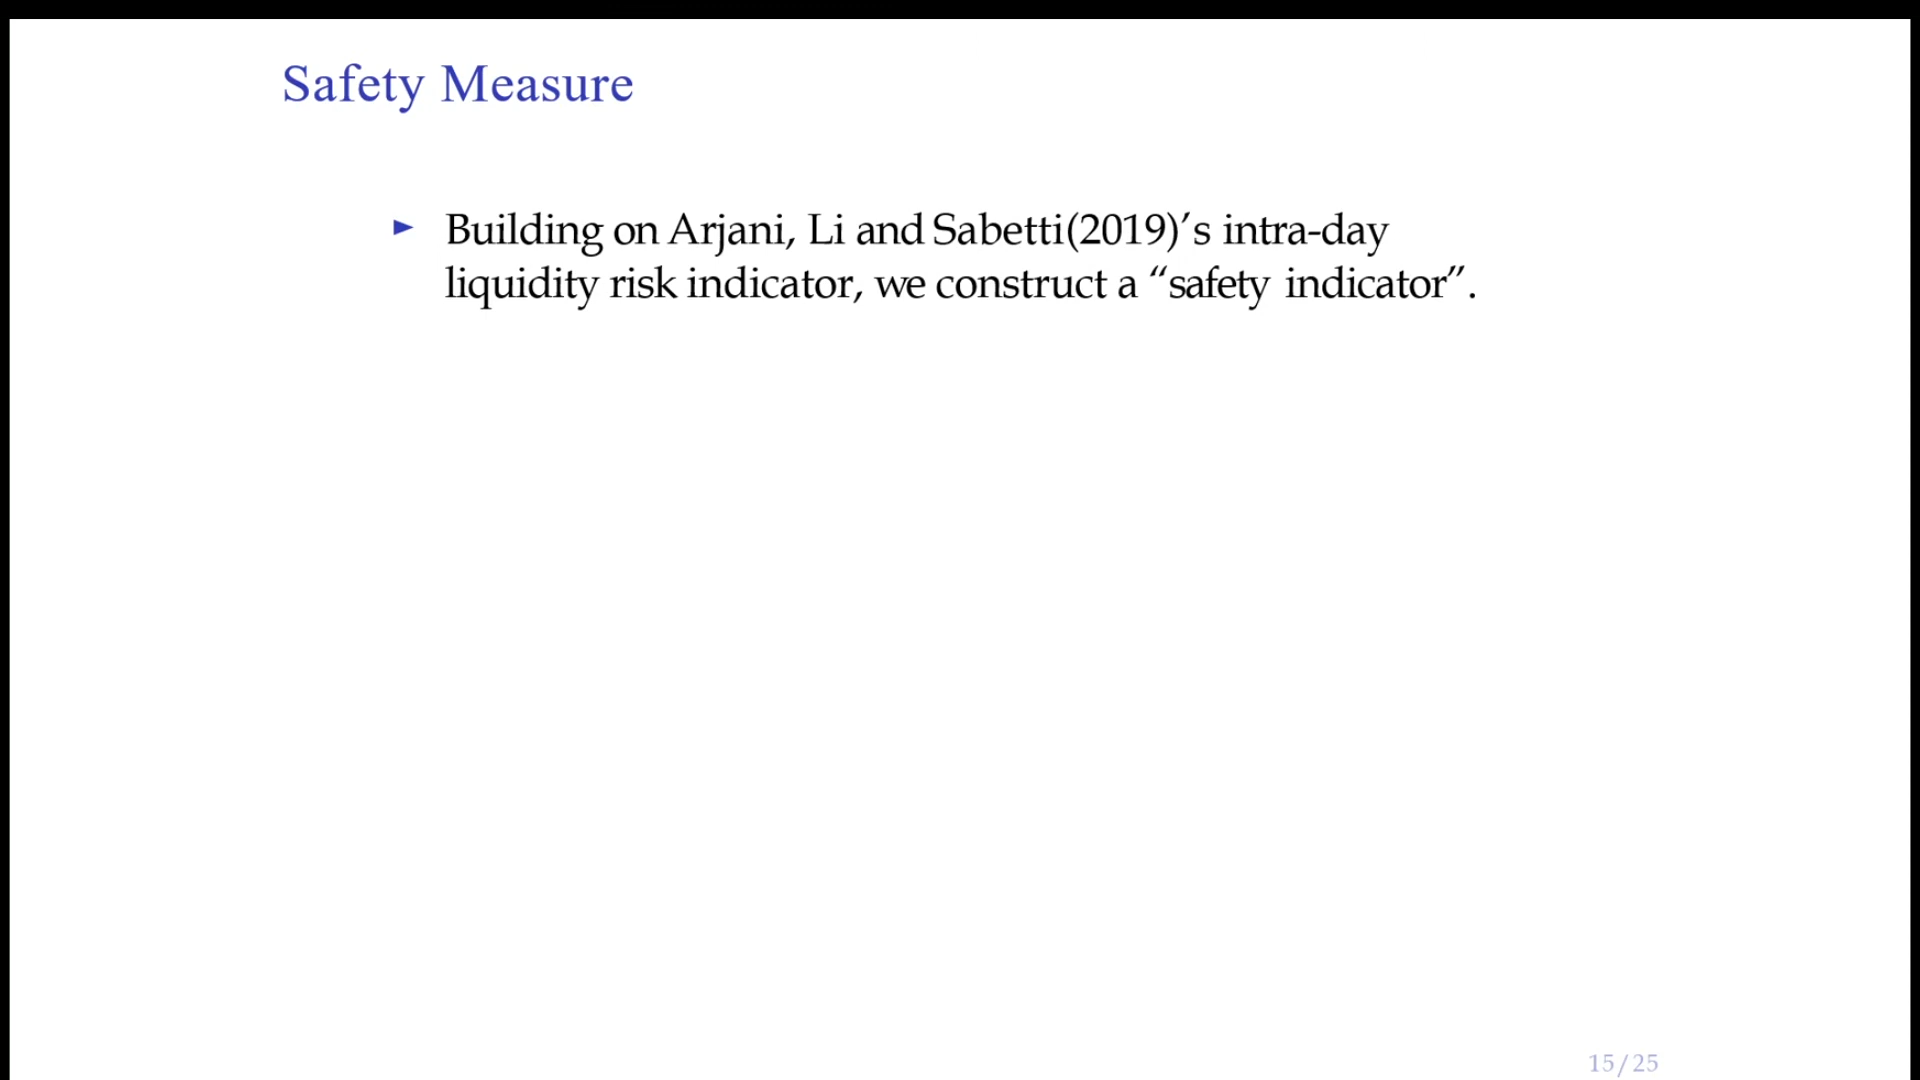 Safety Measure
► Building on Arjani, Li and Sabetti(2019)’s intra-day
liquidity risk indicator, we construct a “safety indicator”.
15/25